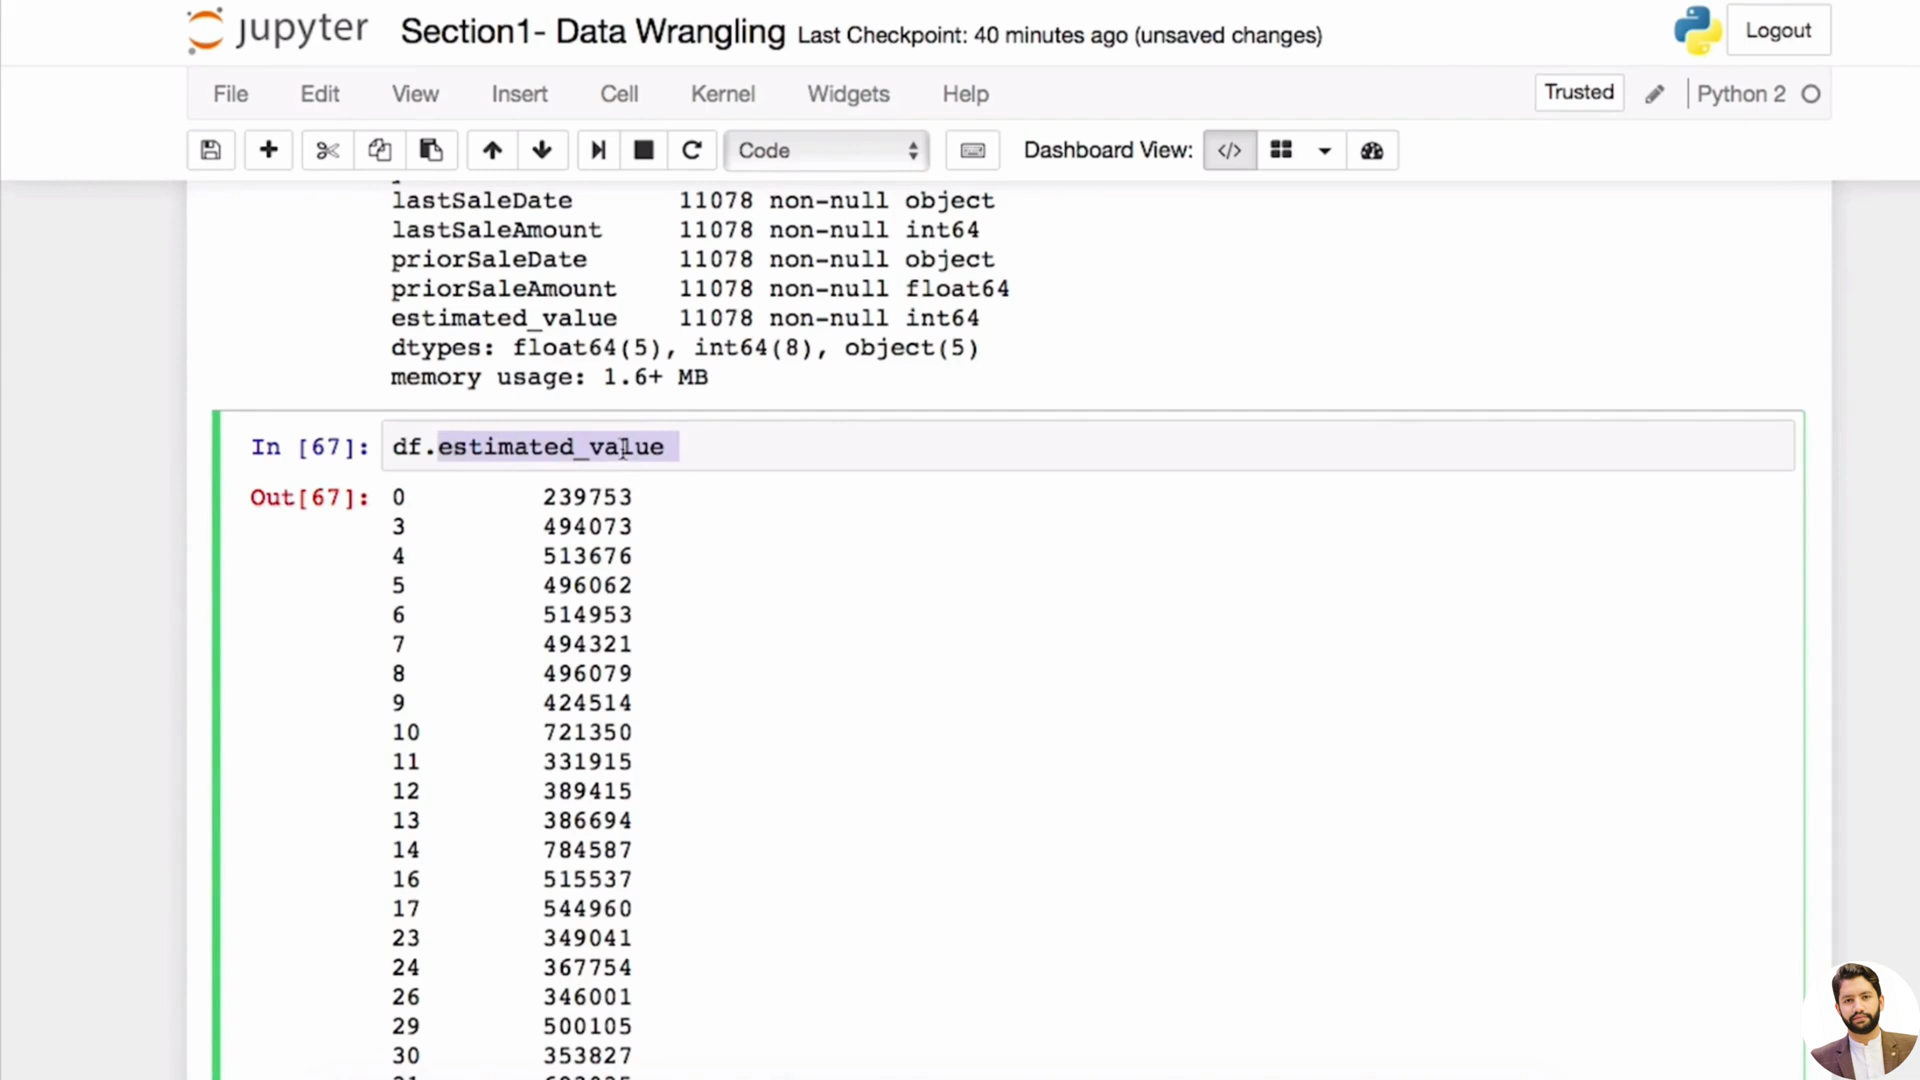 jupyter Section1- Data Wrangling Last Checkpoint: 40 minutes ago (unsaved changes) Logout
File Edit View Insert Cell Kernel Widgets Help Trusted Python 2
Code Dashboard View: </>
lastSaleDate 11078 non-null object
lastSaleAmount 11078 non-null int64
priorSaleDate 11078 non-null object
priorSaleAmount 11078 non-null float64
estimated_value 11078 non-null int64
dtypes: float64(5), int64(8), object(5)
memory usage: 1.6+ MB
In [67]: df.estimated_value
Out[67]: 0 239753
3 494073
4 513676
5 496062
6 514953
7 494321
8 496079
9 424514
10 721350
11 331915
12 389415
13 386694
14 784587
16 515537
17 544960
23 349041
24 367754
26 346001
29 500105
30 353827